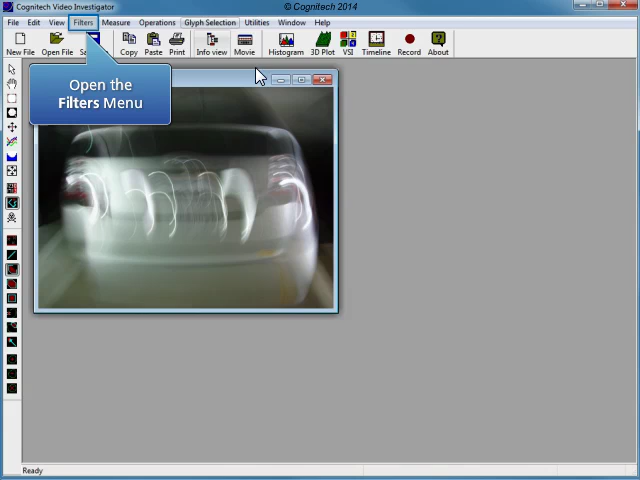 Cognitech Video Investigator
© Cognitech 2014
File Edit View Filters Measure Operations Glyph Selection Utilities Window Help
New File Open File Copy Paste Print Info view Movie Histogram 3D Plot VSI Timeline Record About
Open the
Filters Menu
Ready